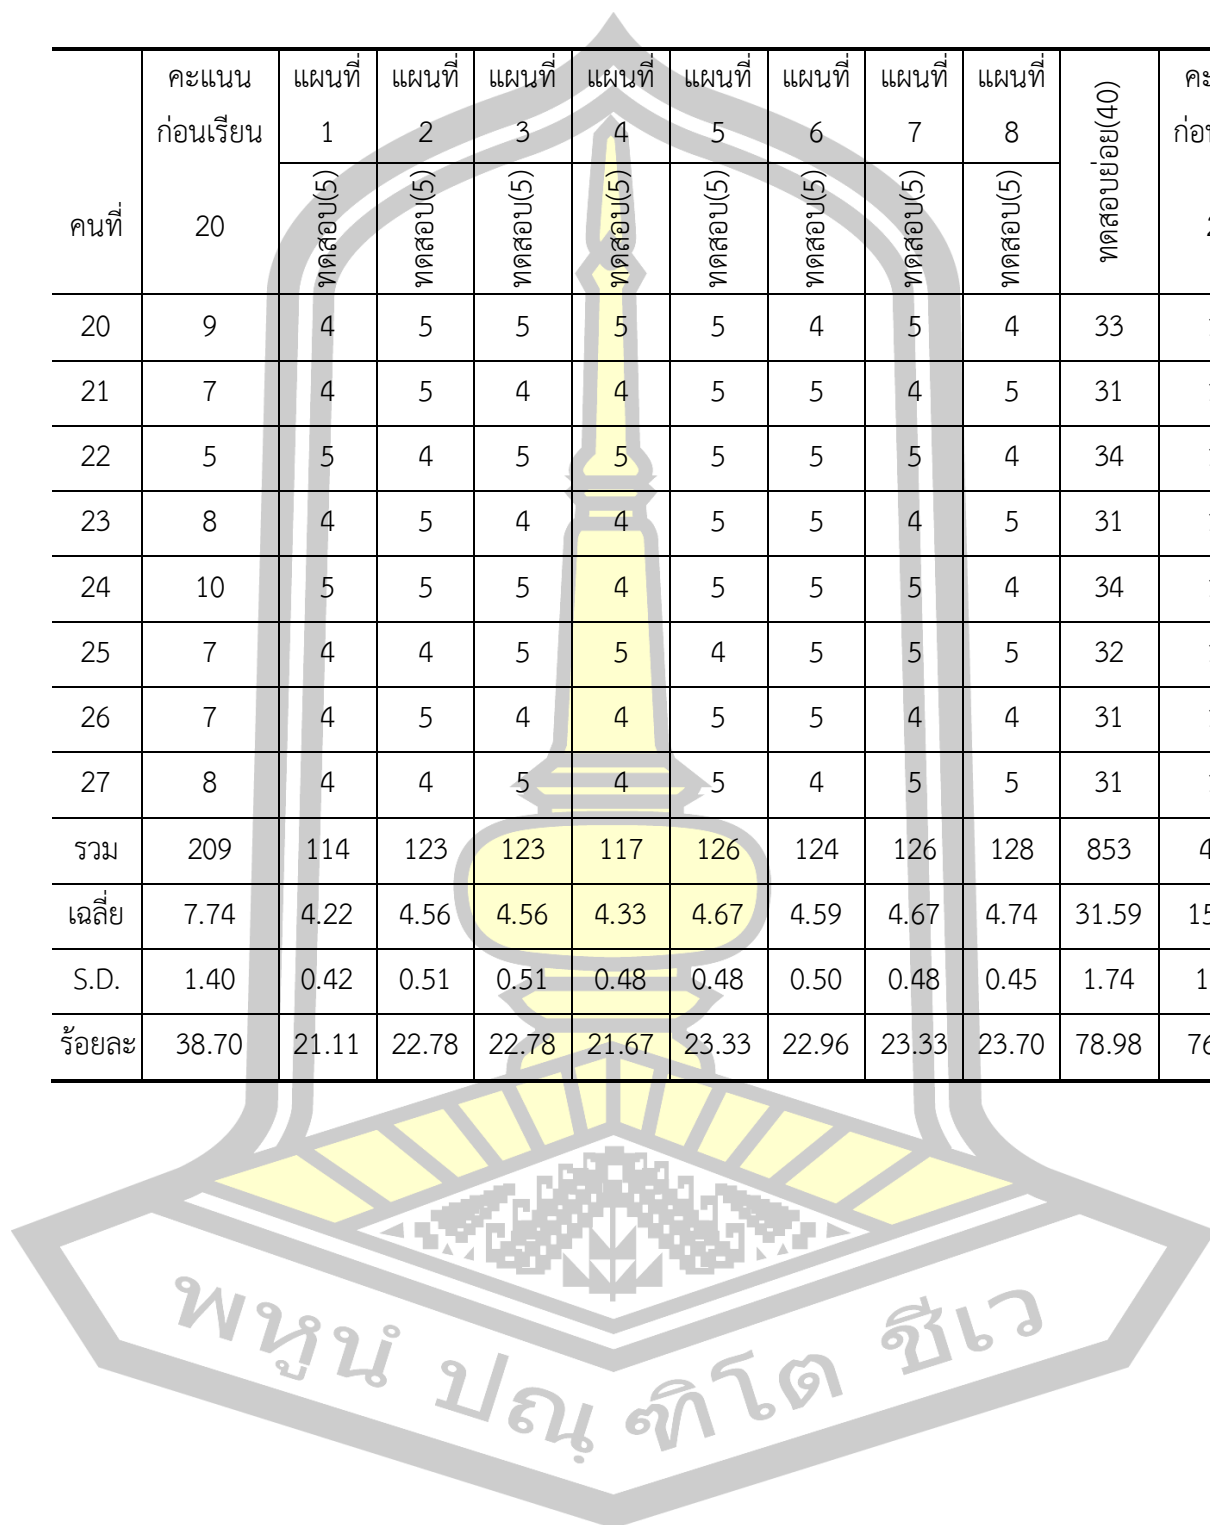 คะแนน แผนที่ แผนที่ แผนที่ แผนที่ แผนที่ แผนที่ แผนที่ แผนที่ ทดสอบย่อย(40)
ก่อนเรียน 1 2 3 4 5 6 7 8
คนที่ 20 ทดสอบ(5) ทดสอบ(5) ทดสอบ(5) ทดสอบ(5) ทดสอบ(5) ทดสอบ(5) ทดสอบ(5) ทดสอบ(5)
20 9 4 5 5 5 5 4 5 4 33
21 7 4 5 4 4 5 5 4 5 31
22 5 5 4 5 5 5 5 5 4 34
23 8 4 5 4 4 5 5 4 5 31
24 10 5 5 5 4 5 5 5 4 34
25 7 4 4 5 5 4 5 5 5 32
26 7 4 5 4 4 5 5 4 4 31
27 8 4 4 5 4 5 4 5 5 31
รวม 209 114 123 123 117 126 124 126 128 853
เฉลี่ย 7.74 4.22 4.56 4.56 4.33 4.67 4.59 4.67 4.74 31.59
S.D. 1.40 0.42 0.51 0.51 0.48 0.48 0.50 0.48 0.45 1.74
ร้อยละ 38.70 21.11 22.78 22.78 21.67 23.33 22.96 23.33 23.70 78.98
พหูนํ ปณฺฑิโต ชีเว